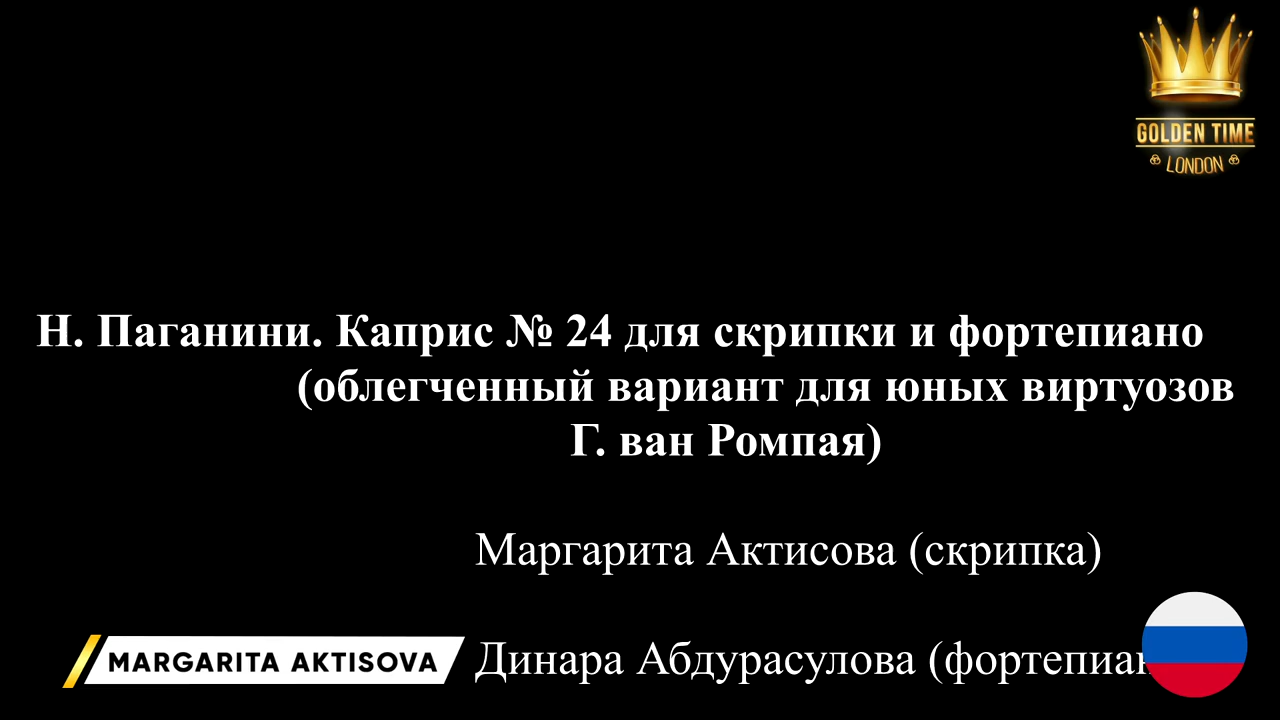 GOLDEN TIME
LONDON
Н. Паганини. Каприс № 24 для скрипки и фортепиано
(облегченный вариант для юных виртуозов
Г. ван Ромпая)
Маргарита Актисова (скрипка)
MARGARITA AKTISOVA
Динара Абдурасулова